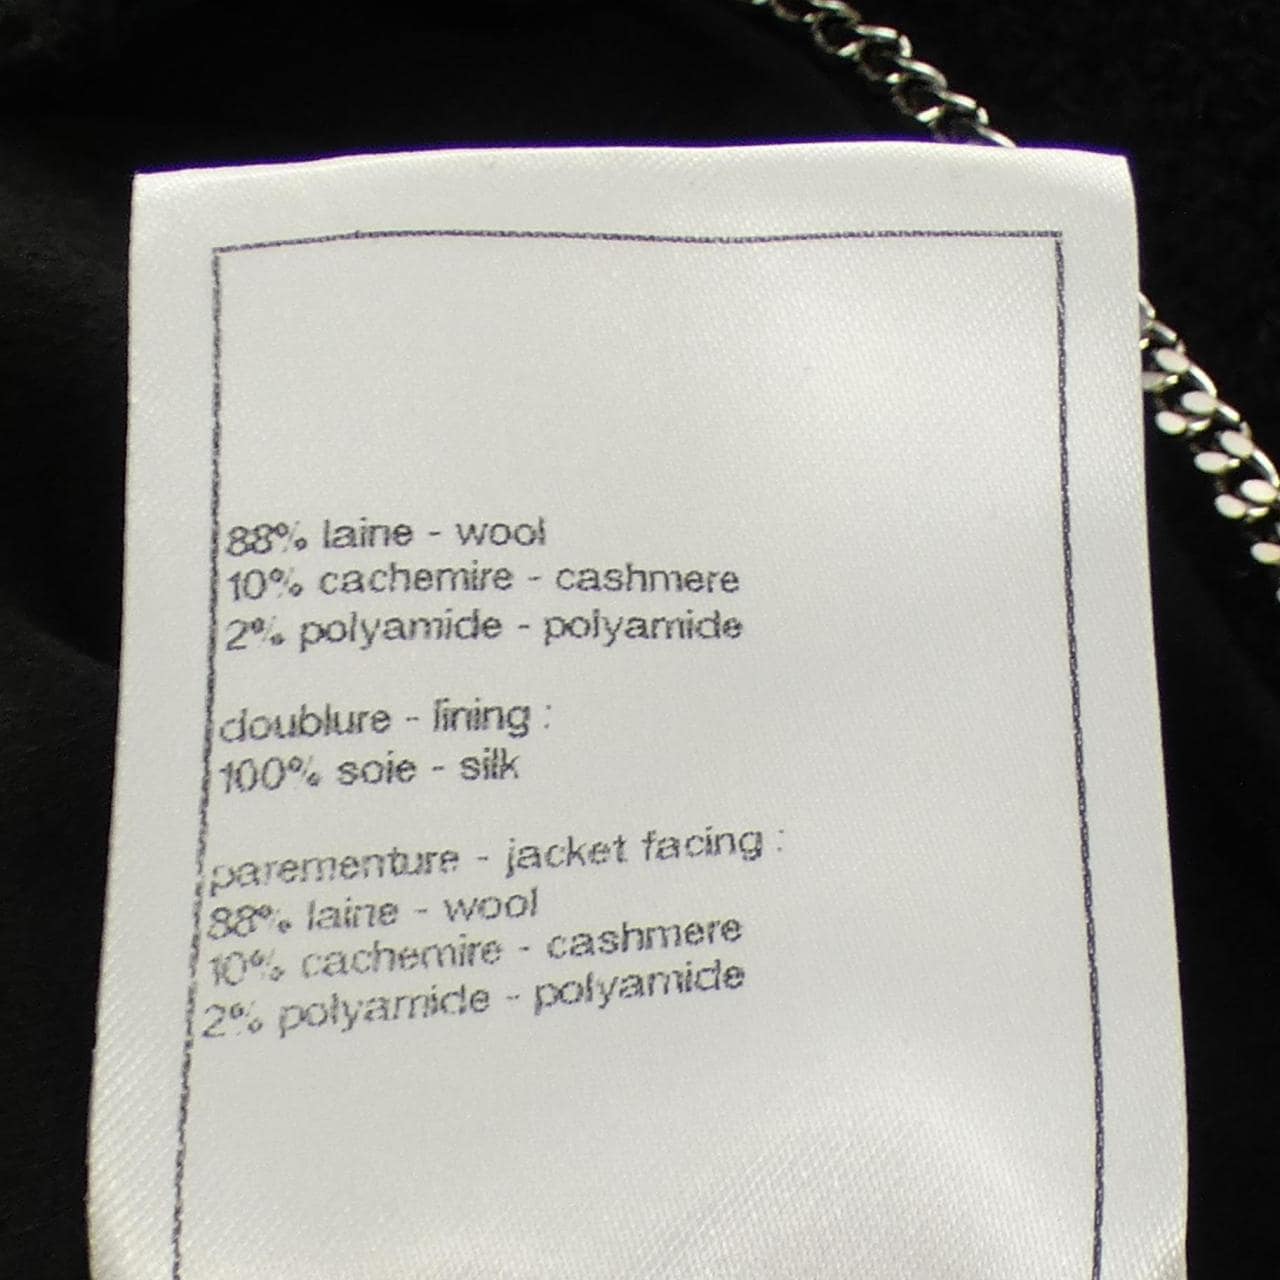 88% laine - wool
10% cachemire - cashmere
2% polyamide - polyamide
doublure - lining :
100% soie - silk
parementure - jacket facing :
88% laine - wool
10% cachemire - cashmere
2% polyamide - polyamide